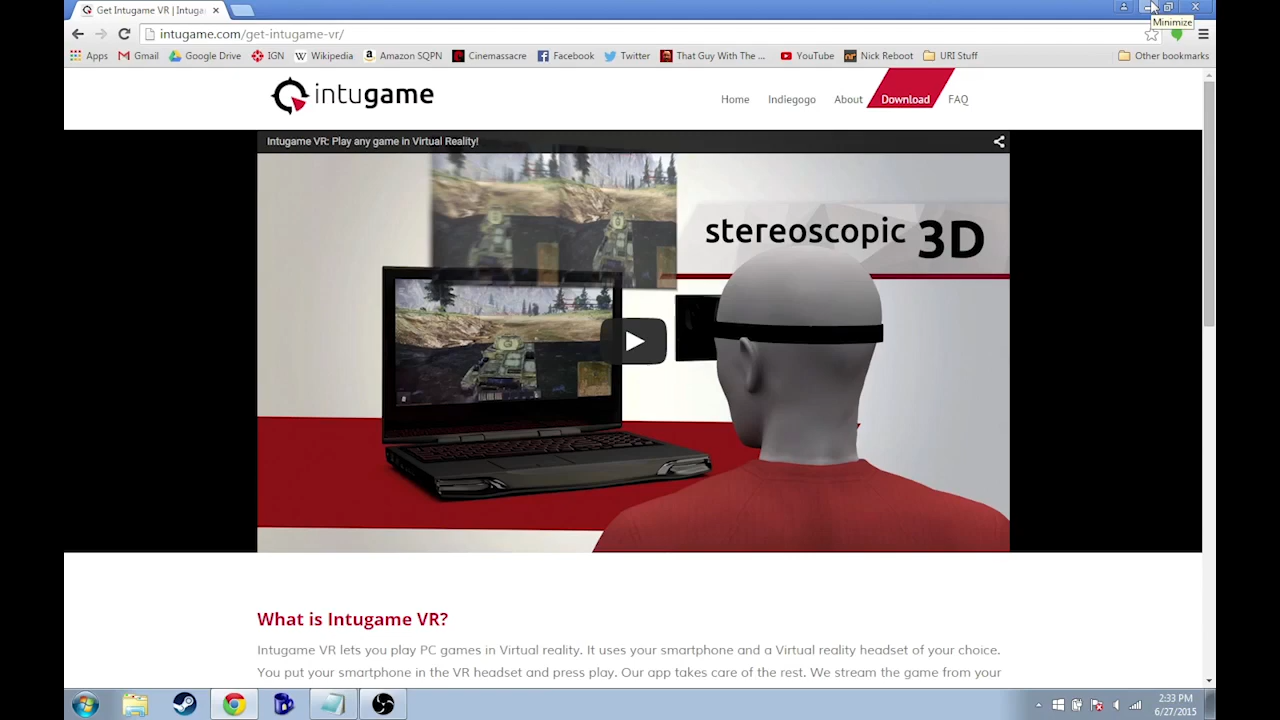 Get Intugame VR | Intuga
Minimize
intugame.com/get-intugame-vr/
Apps Gmail Google Drive IGN Wikipedia Amazon SQPN Cinemassacre Facebook Twitter That Guy With The ... YouTube Nick Reboot URI Stuff Other bookmarks
intugame
Home Indiegogo About Download FAQ
Intugame VR: Play any game in Virtual Reality!
stereoscopic 3D
What is Intugame VR?
Intugame VR lets you play PC games in Virtual reality. It uses your smartphone and a Virtual reality headset of your choice.
You put your smartphone in the VR headset and press play. Our app takes care of the rest. We stream the game from your
2:33 PM
6/27/2015